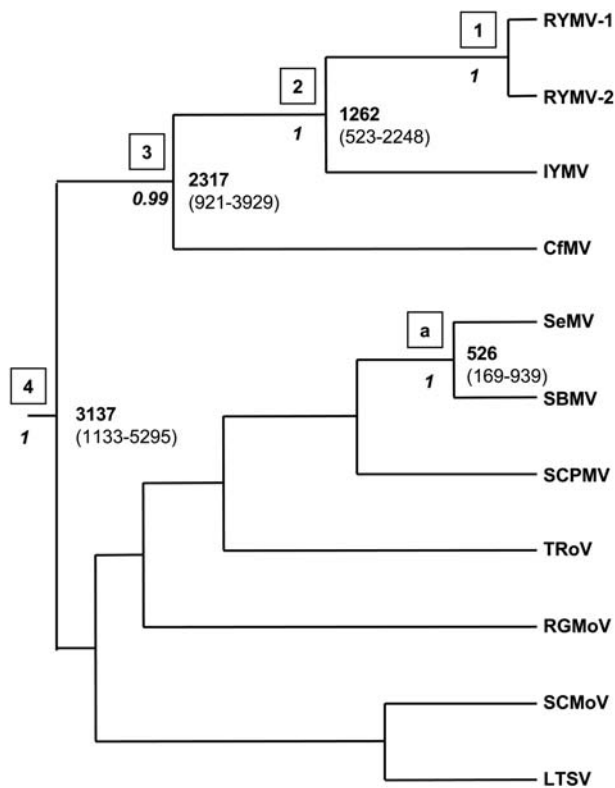 RYMV-1
1
1
RYMV-2
2
1262
1
(523-2248)
3
IYMV
2317
0.99
(921-3929)
CfMV
SeMV
a
526
1
(169-939)
4
SBMV
3137
1
(1133-5295)
SCPMV
TRoV
RGMoV
SCMoV
LTSV